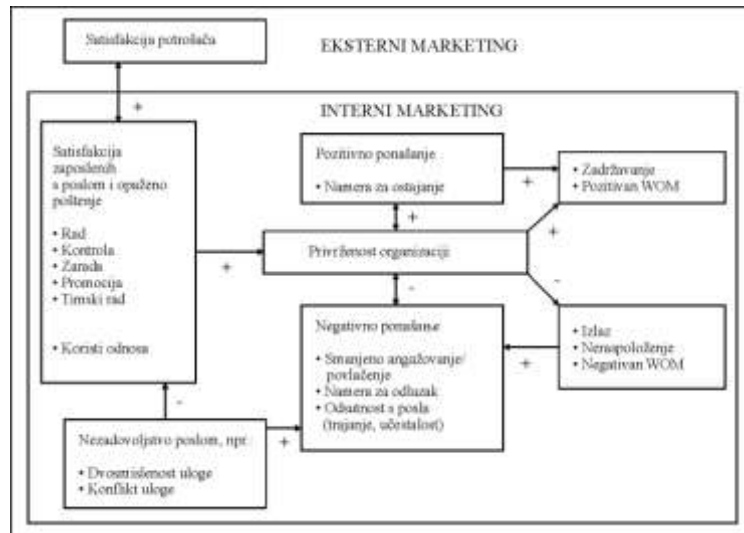 Satisfakcija potrošača
EKSTERNI MARKETING
+
INTERNI MARKETING
Satisfakcija
zaposlenih
s poslom i opaženo
poštenje
• Rad
• Kontrola
• Zarada
• Promocija
• Timski rad
• Koristi odnosa
Pozitivno ponašanje
• Namera za ostajanje
+
• Zadržavanje
• Pozitivan WOM
+
+
Privrženost organizaciji
+
-
-
Negativno ponašanje
• Smanjeno angažovanje/
povlačenje
• Namera za odlazak
• Odsutnost s posla
(trajanje, učestalost)
• Izlaz
• Neraspoloženje
• Negativan WOM
+
-
Nezadovoljstvo poslom, npr.
• Dvosmislenost uloge
• Konflikt uloge
+